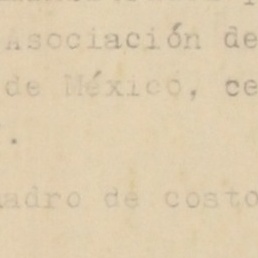 Asociación de
de México, ce
.
adro de costo